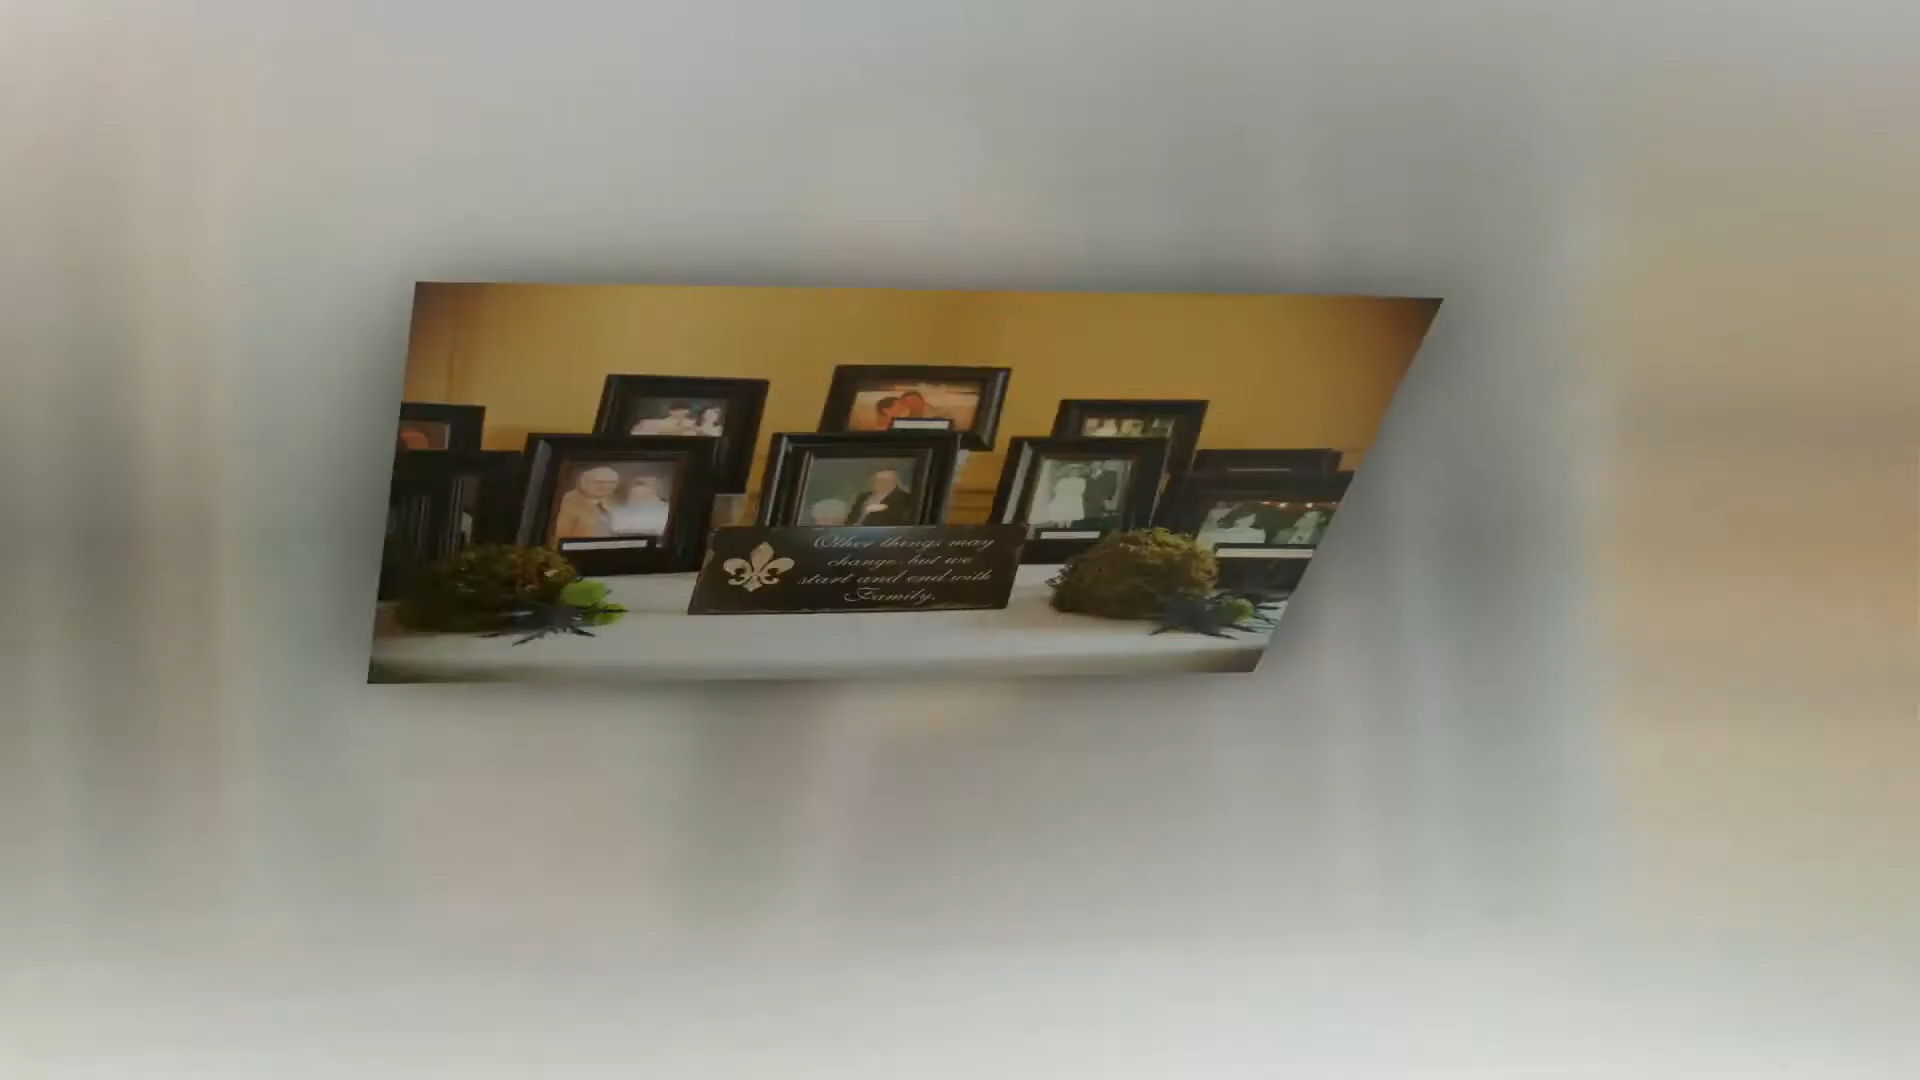 Other things may
change, but we
start and end with
Family.